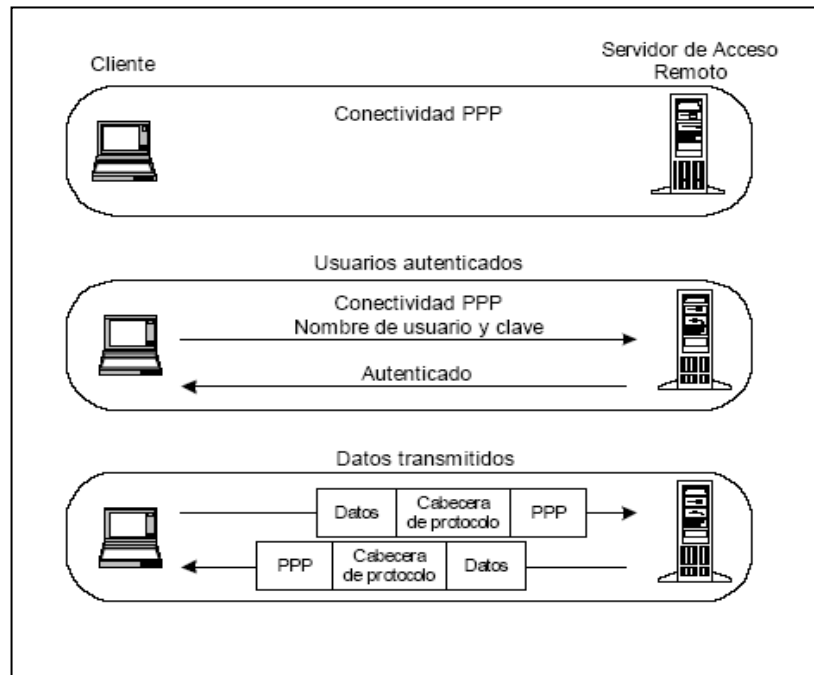 Cliente
Servidor de Acceso
Remoto
Conectividad PPP
Usuarios autenticados
Conectividad PPP
Nombre de usuario y clave
Autenticado
Datos transmitidos
Datos
Cabecera
de protocolo
PPP
PPP
Cabecera
de protocolo
Datos